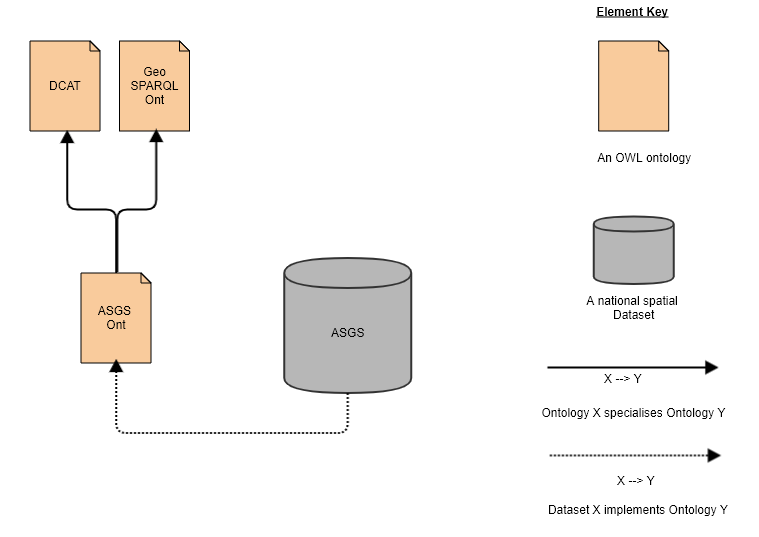 Element Key
DCAT
Geo
SPARQL
Ont
An OWL ontology
ASGS
Ont
ASGS
A national spatial
Dataset
X --> Y
Ontology X specialises Ontology Y
X --> Y
Dataset X implements Ontology Y